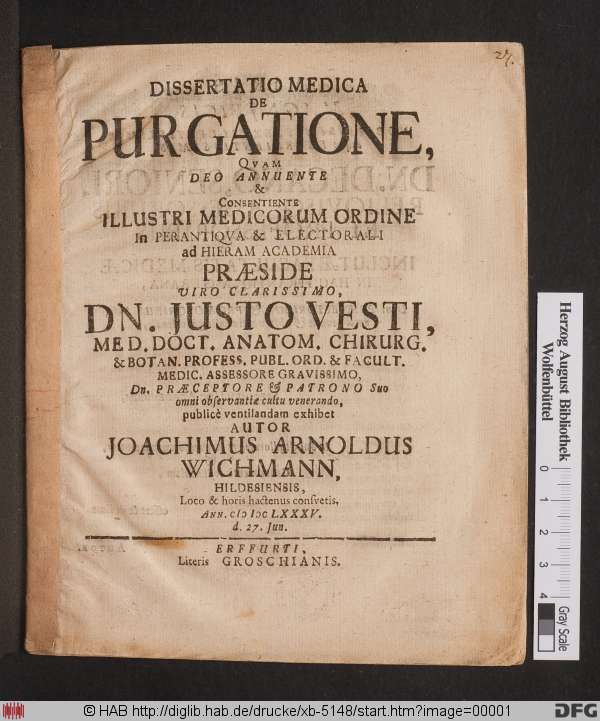 27.
DISSERTATIO MEDICA
DE
PURGATIONE,
QVAM
DEO ANNUENTE
&
CONSENTIENTE
ILLUSTRI MEDICORUM ORDINE
In PERANTIQVA & ELECTORALI
ad HIERAM ACADEMIA
PRÆSIDE
VIRO CLARISSIMO,
DN. JUSTO VESTI,
MED. DOCT. ANATOM. CHIRURG.
& BOTAN. PROFESS. PUBL. ORD. & FACULT.
MEDIC. ASSESSORE GRAVISSIMO,
Dn. PRÆCEPTORE & PATRONO Suo
omni observantiæ cultu venerando,
publicè ventilandam exhibet
AUTOR
JOACHIMUS ARNOLDUS
WICHMANN,
HILDESIENSIS,
Loco & horis hactenus consvetis,
ANN. cIↄ Iↄc LXXXV.
d. 27. Jun.
ERFFURTI,
Literis GROSCHIANIS.
Herzog August Bibliothek
Wolfenbüttel
0
1
2
3
4
Gray Scale
© HAB http://diglib.hab.de/drucke/xb-5148/start.htm?image=00001
DFG